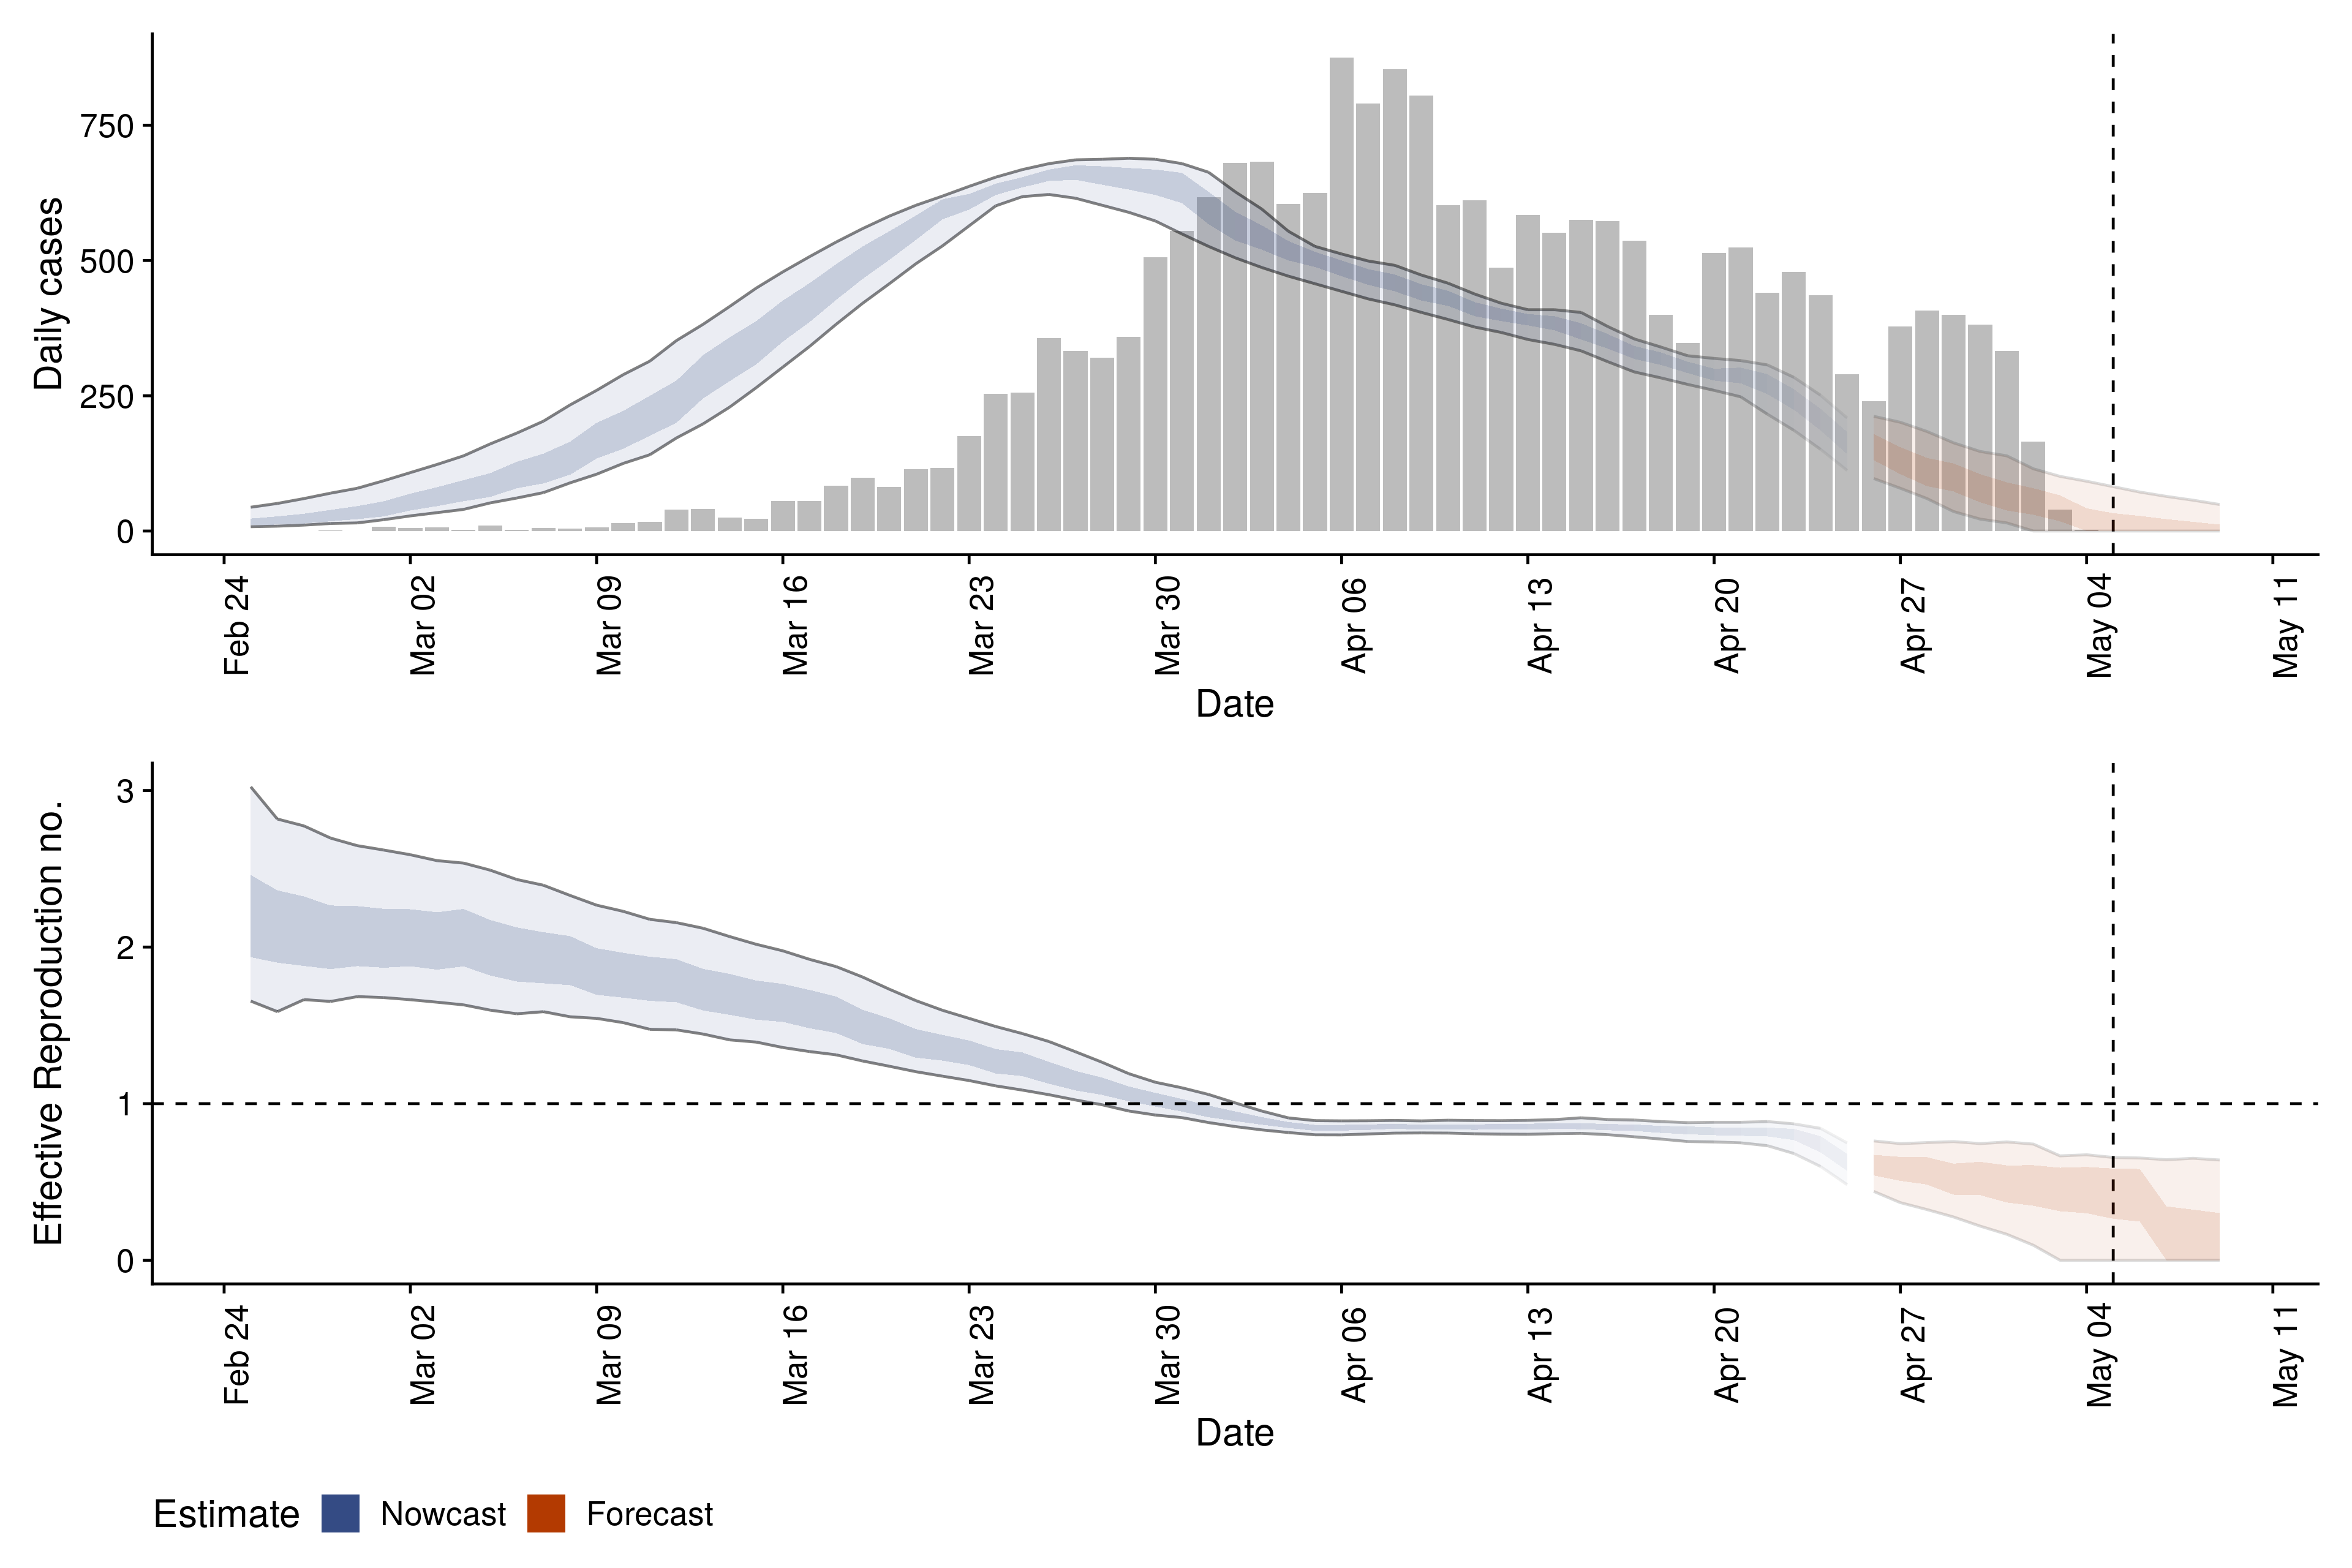 Daily cases
750
500
250
0
Feb 24
Mar 02
Mar 09
Mar 16
Mar 23
Mar 30
Apr 06
Apr 13
Apr 20
Apr 27
May 04
May 11
Date
Effective Reproduction no.
3
2
1
0
Feb 24
Mar 02
Mar 09
Mar 16
Mar 23
Mar 30
Apr 06
Apr 13
Apr 20
Apr 27
May 04
May 11
Date
Estimate Nowcast Forecast